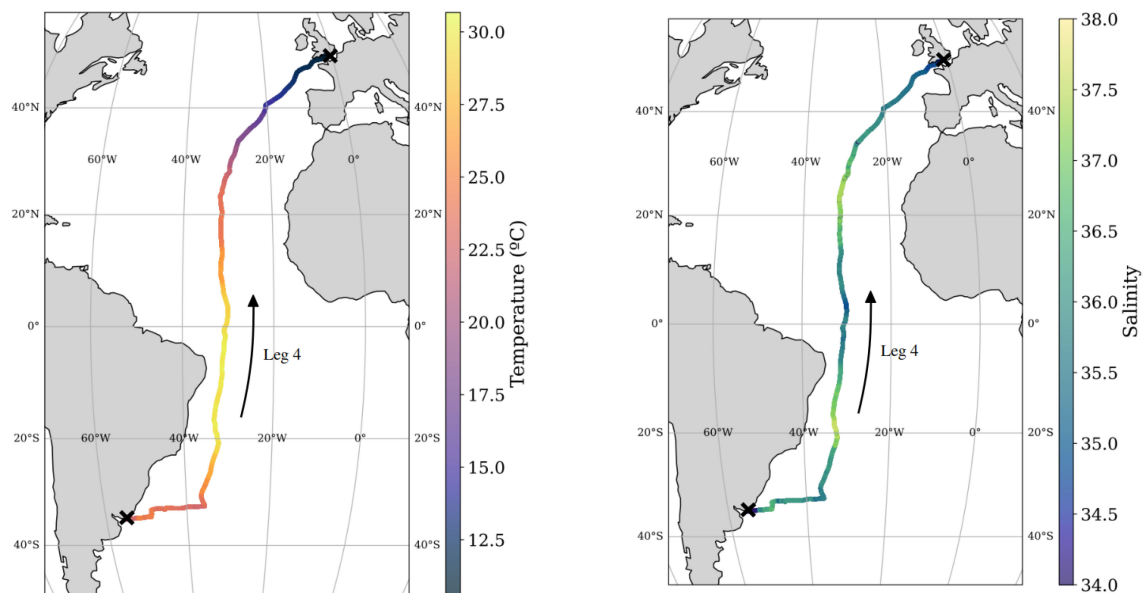 30.0
27.5
25.0
22.5
20.0
17.5
15.0
12.5
Temperature (ºC)
40°N
40°N
60°W
40°W
20°W
0°
20°N
20°N
0°
0°
Leg 4
60°W
40°W
20°W
0°
20°S
20°S
40°S
40°S
38.0
37.5
37.0
36.5
36.0
35.5
35.0
34.5
34.0
Salinity
40°N
40°N
60°W
40°W
20°W
0°
20°N
20°N
0°
0°
Leg 4
60°W
40°W
20°W
0°
20°S
20°S
40°S
40°S